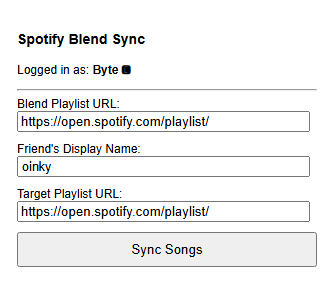 Spotify Blend Sync
Logged in as: Byte
Blend Playlist URL:
https://open.spotify.com/playlist/
Friend's Display Name:
oinky
Target Playlist URL:
https://open.spotify.com/playlist/
Sync Songs